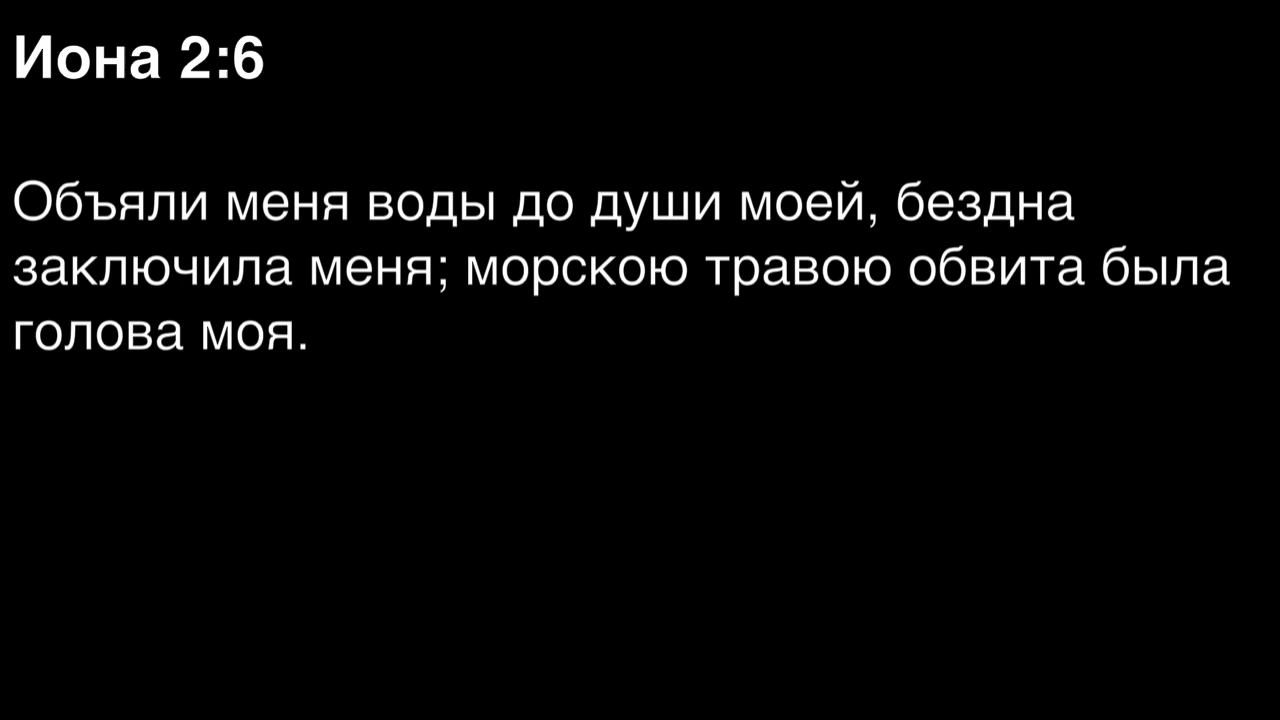 Иона 2:6
Объяли меня воды до души моей, бездна
заключила меня; морскою травою обвита была
голова моя.